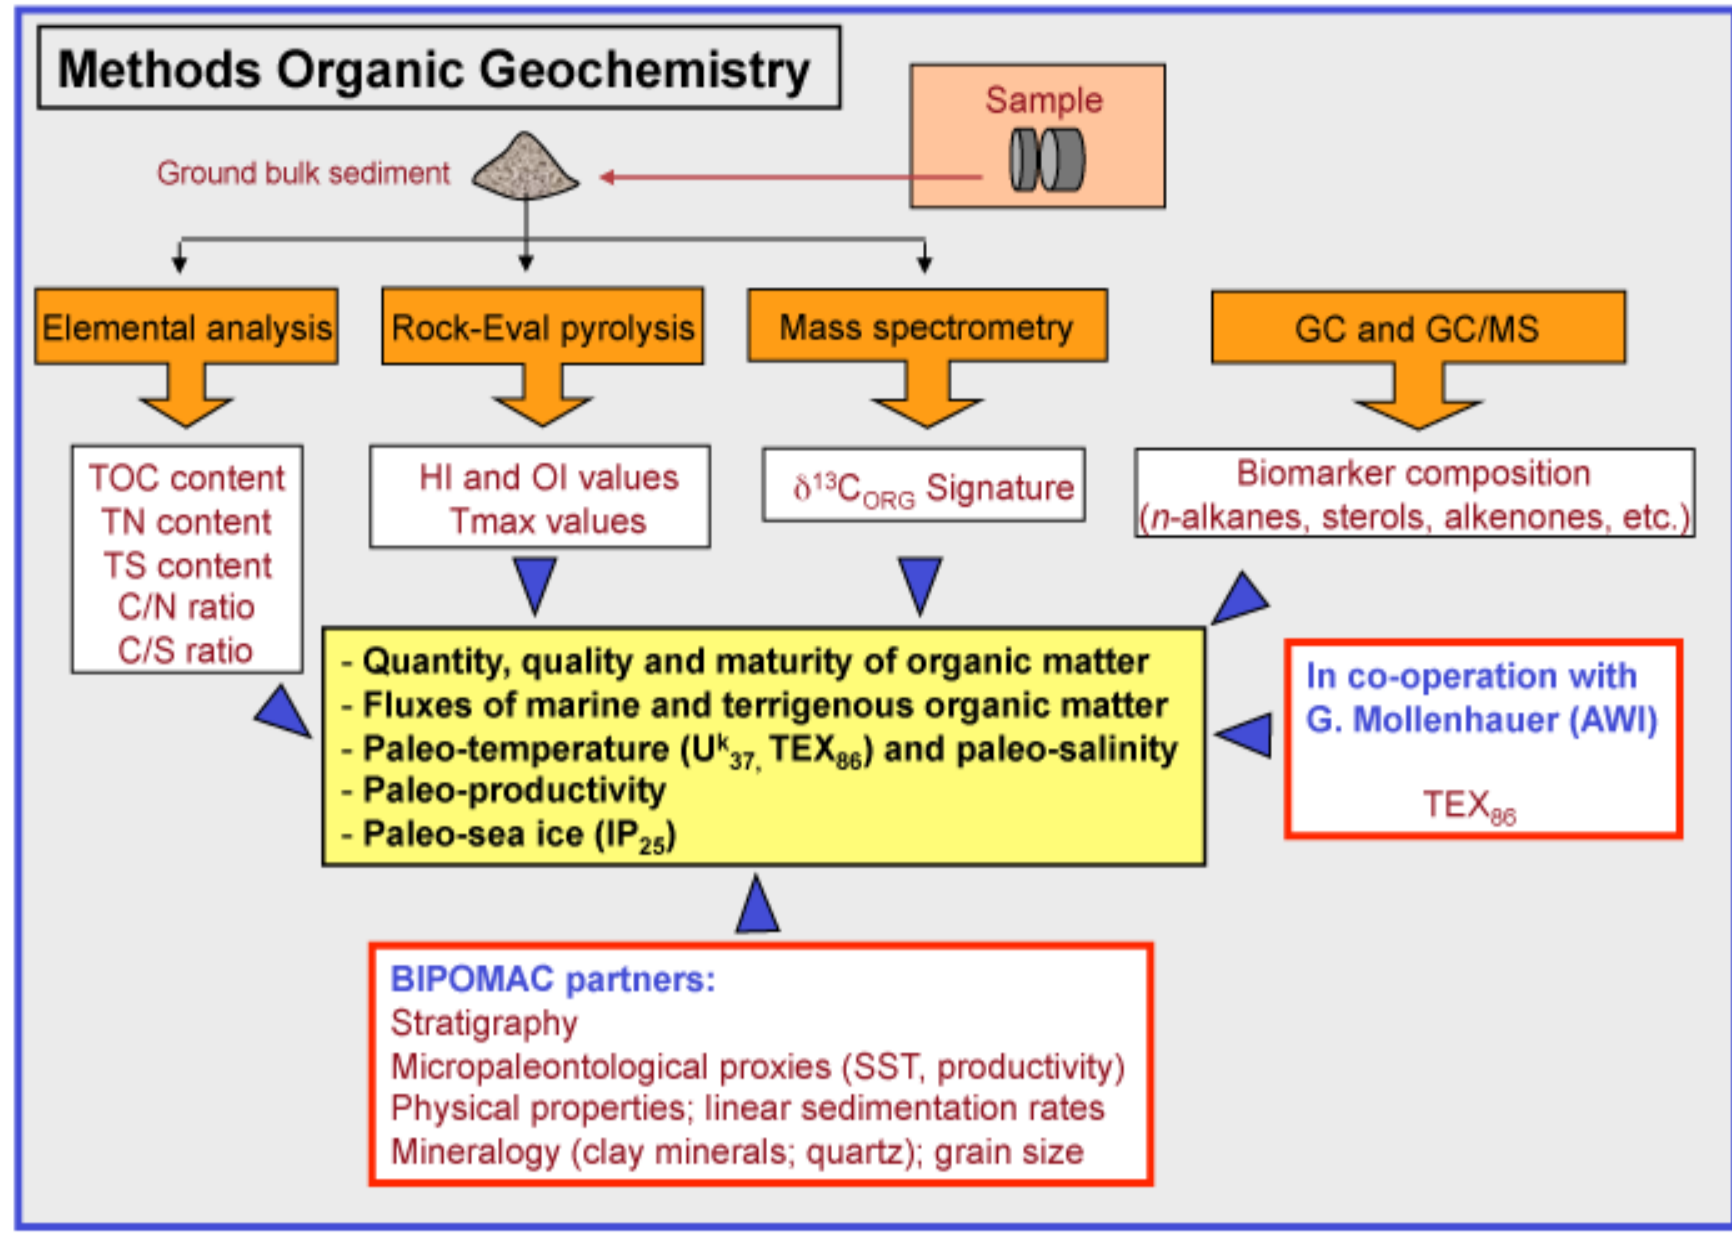 Methods Organic Geochemistry
Sample
Ground bulk sediment
Elemental analysis
Rock-Eval pyrolysis
Mass spectrometry
GC and GC/MS
TOC content
TN content
TS content
C/N ratio
C/S ratio
HI and OI values
Tmax values
δ¹³C_ORG Signature
Biomarker composition
(n-alkanes, sterols, alkenones, etc.)
- Quantity, quality and maturity of organic matter
- Fluxes of marine and terrigenous organic matter
- Paleo-temperature (Uᵏ₃₇, TEX₈₆) and paleo-salinity
- Paleo-productivity
- Paleo-sea ice (IP₂₅)
In co-operation with
G. Mollenhauer (AWI)
TEX₈₆
BIPOMAC partners:
Stratigraphy
Micropaleontological proxies (SST, productivity)
Physical properties; linear sedimentation rates
Mineralogy (clay minerals; quartz); grain size